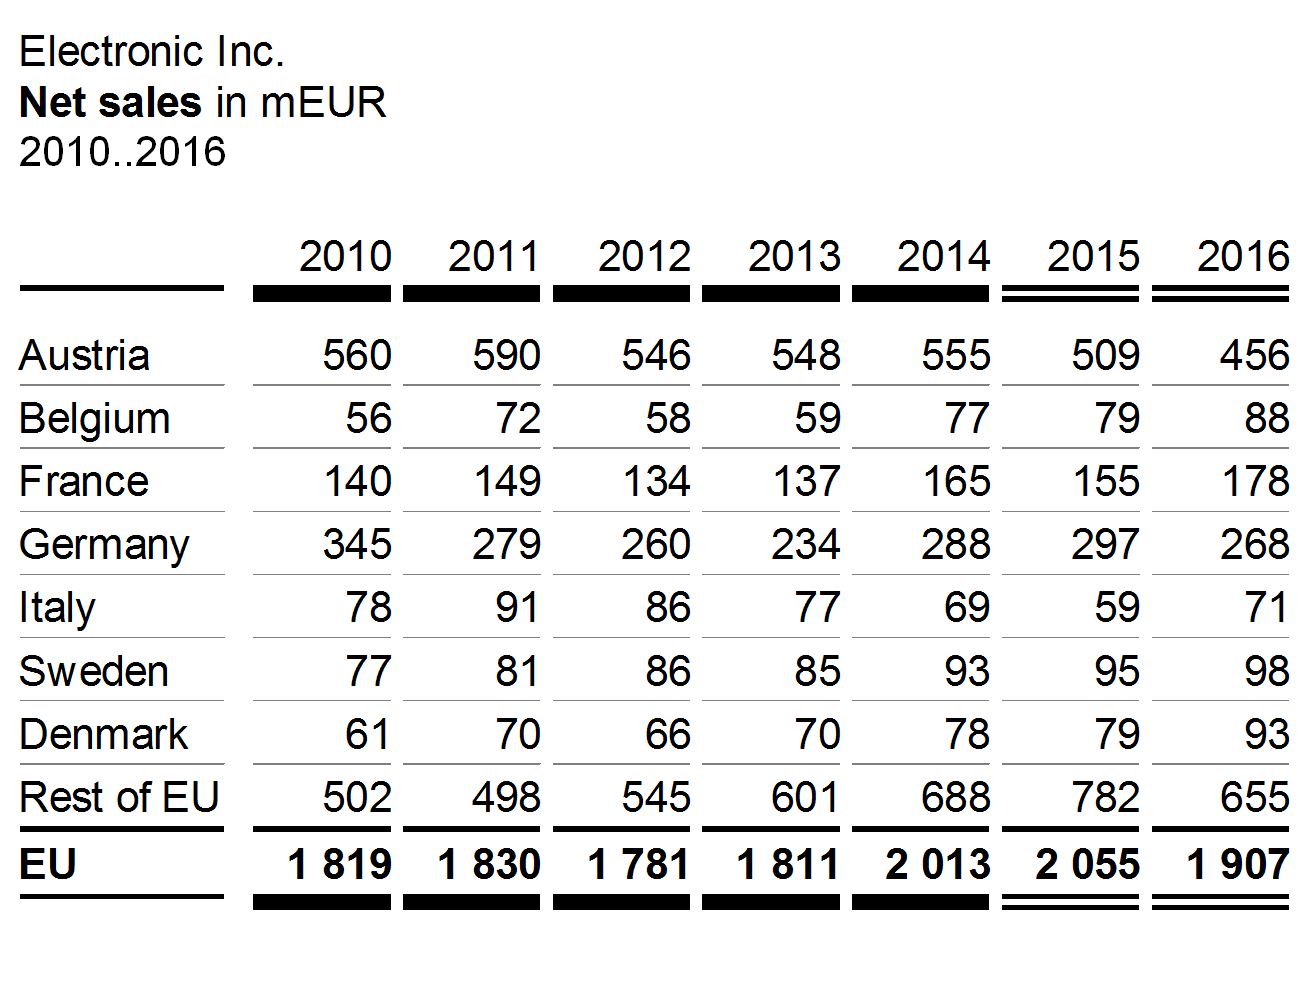 Electronic Inc.
Net sales in mEUR
2010..2016
2010 2011 2012 2013 2014 2015 2016
Austria 560 590 546 548 555 509 456
Belgium 56 72 58 59 77 79 88
France 140 149 134 137 165 155 178
Germany 345 279 260 234 288 297 268
Italy 78 91 86 77 69 59 71
Sweden 77 81 86 85 93 95 98
Denmark 61 70 66 70 78 79 93
Rest of EU 502 498 545 601 688 782 655
EU 1 819 1 830 1 781 1 811 2 013 2 055 1 907